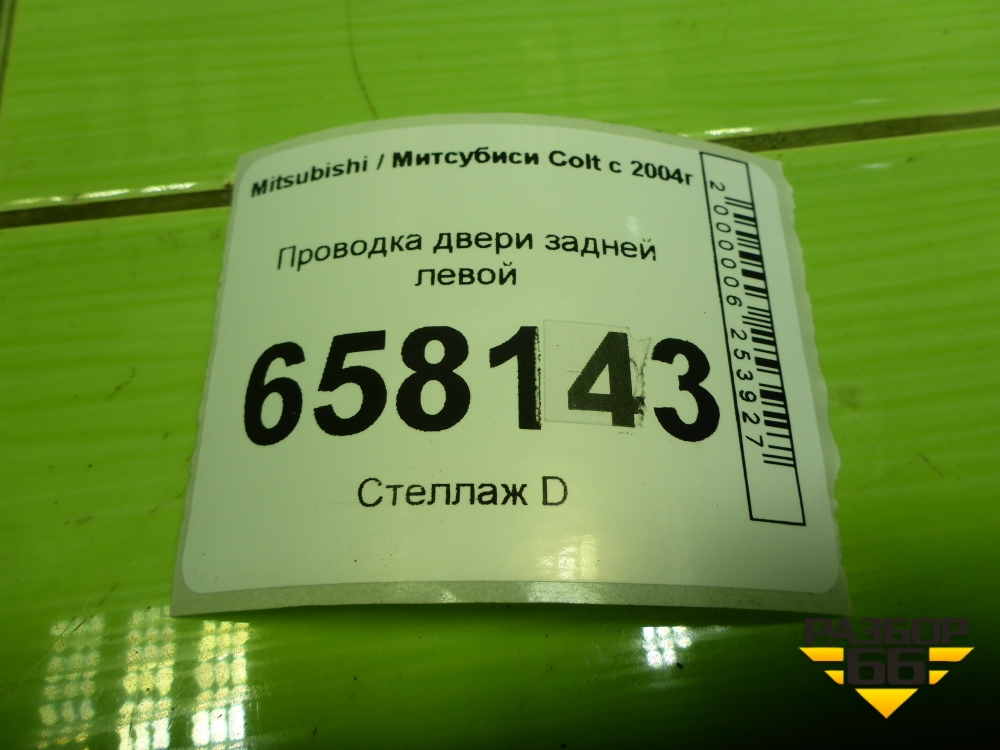 Mitsubishi / Митсубиси Colt с 2004г
Проводка двери задней
левой
658143
Стеллаж D
2000006253927
РАЗБОР
66